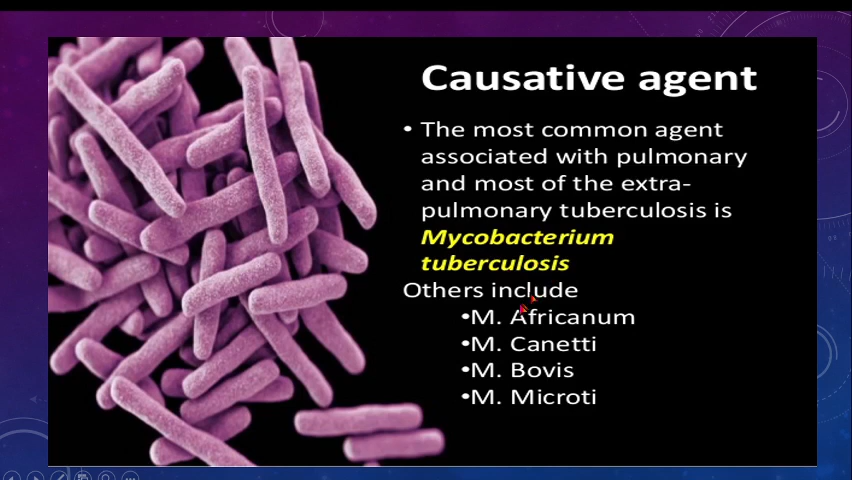 Causative agent
• The most common agent
associated with pulmonary
and most of the extra-
pulmonary tuberculosis is
Mycobacterium
tuberculosis
Others include
•M. Africanum
•M. Canetti
•M. Bovis
•M. Microti